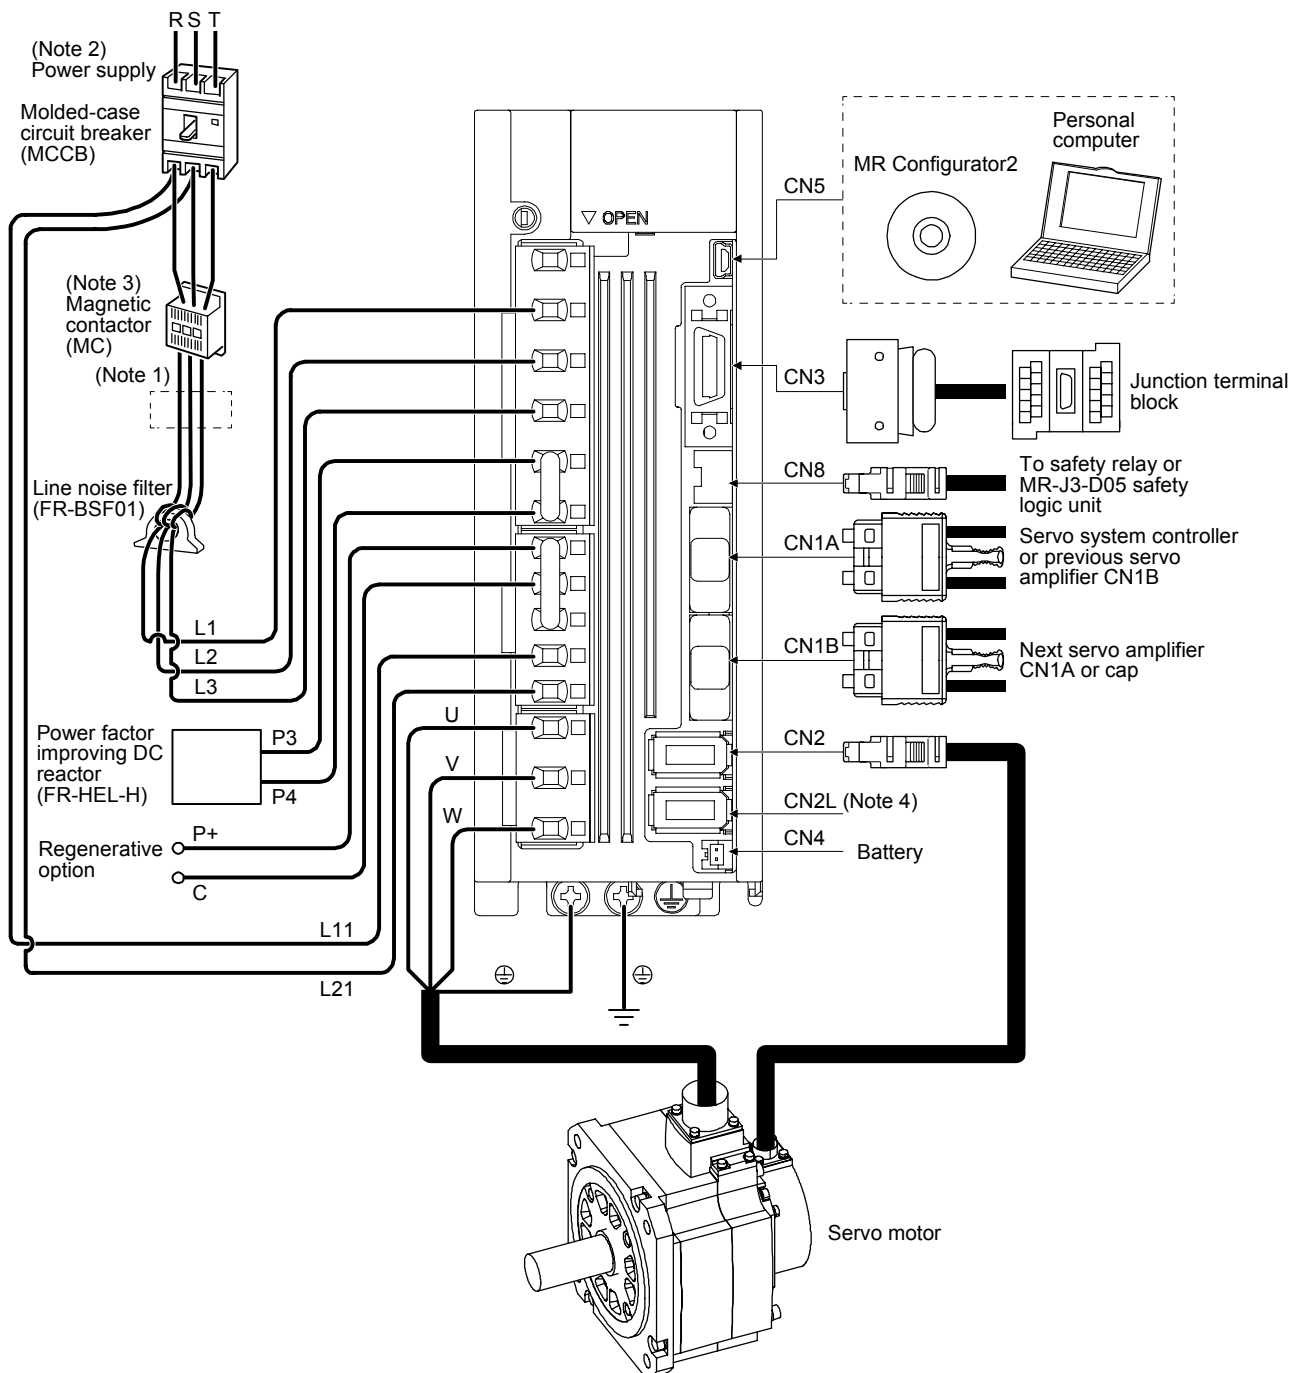 R S T
(Note 2)
Power supply
Molded-case
circuit breaker
(MCCB)
(Note 3)
Magnetic
contactor
(MC)
(Note 1)
Line noise filter
(FR-BSF01)
L1
L2
L3
Power factor
improving DC
reactor
(FR-HEL-H)
P3
P4
Regenerative
option
P+
C
L11
L21
U
V
W
OPEN
CN5
MR Configurator2
Personal
computer
CN3
Junction terminal
block
CN8
To safety relay or
MR-J3-D05 safety
logic unit
CN1A
Servo system controller
or previous servo
amplifier CN1B
CN1B
Next servo amplifier
CN1A or cap
CN2
CN2L (Note 4)
CN4
Battery
Servo motor